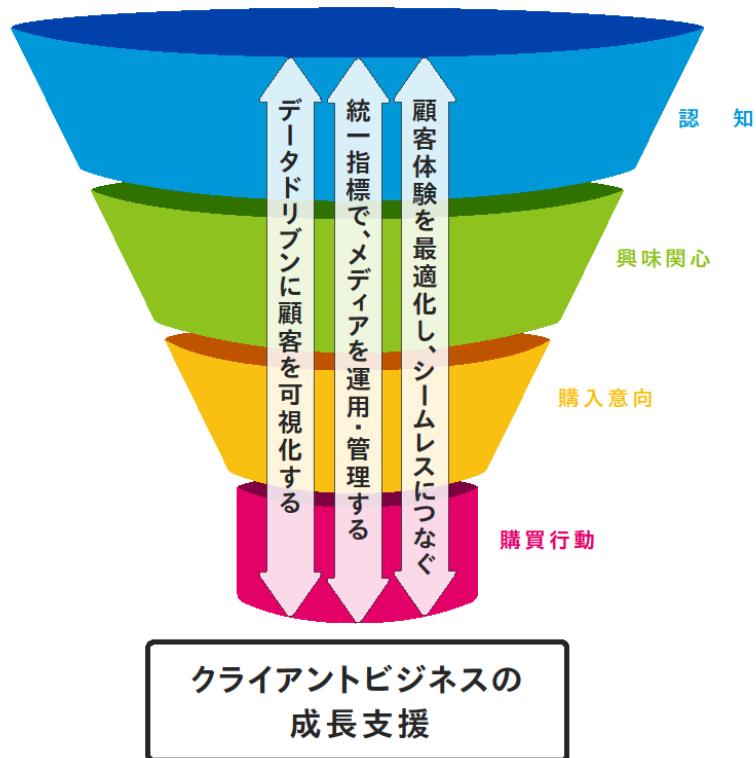 認 知
興味関心
購入意向
購買行動
データドリブンに顧客を可視化する
統一指標で、メディアを運用・管理する
顧客体験を最適化し、シームレスにつなぐ
クライアントビジネスの
成長支援